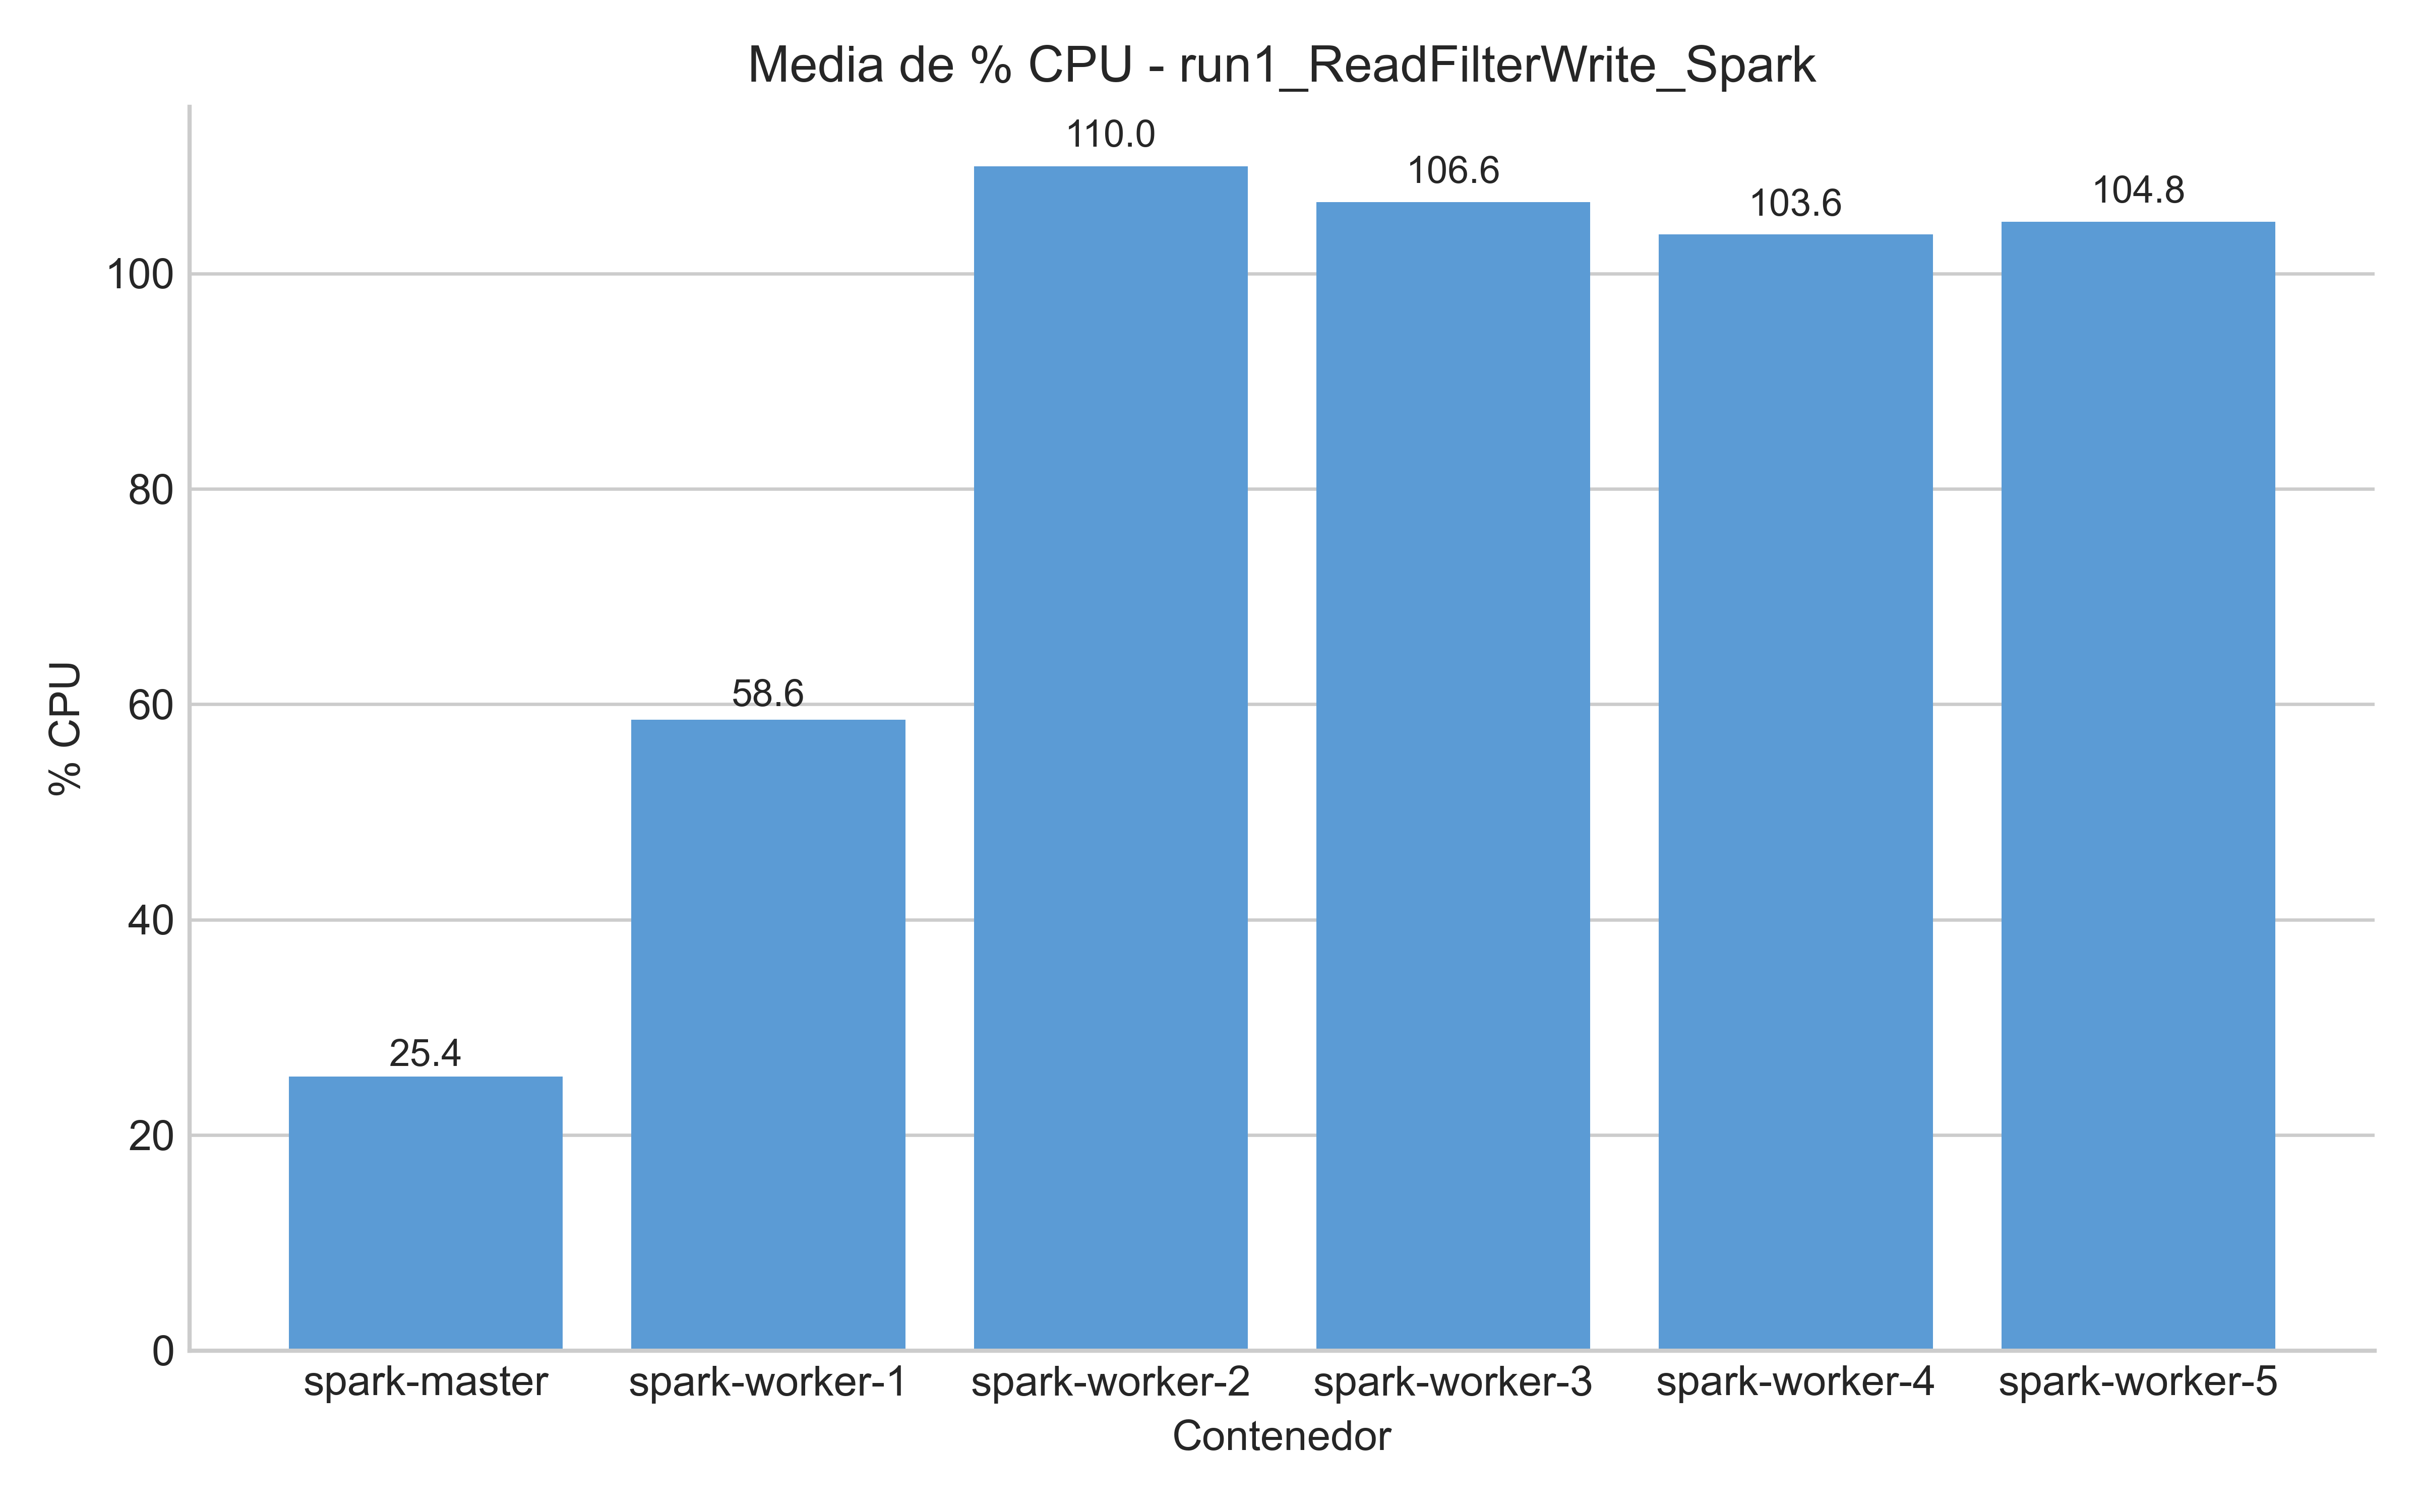 Media de % CPU - run1_ReadFilterWrite_Spark
110.0
106.6
103.6
104.8
58.6
25.4
100
80
60
40
20
0
% CPU
spark-master
spark-worker-1
spark-worker-2
spark-worker-3
spark-worker-4
spark-worker-5
Contenedor